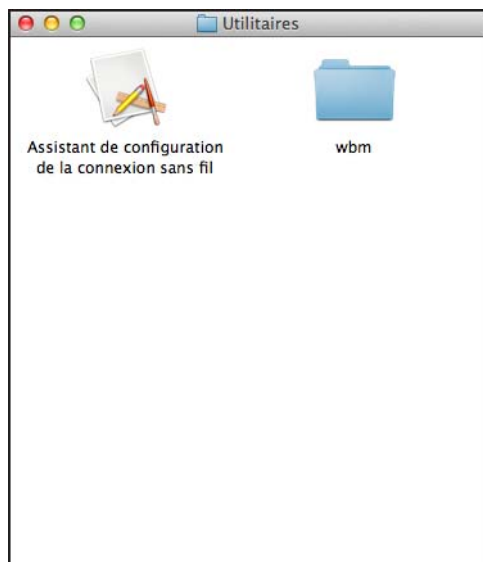 Utilitaires
Assistant de configuration
de la connexion sans fil
wbm